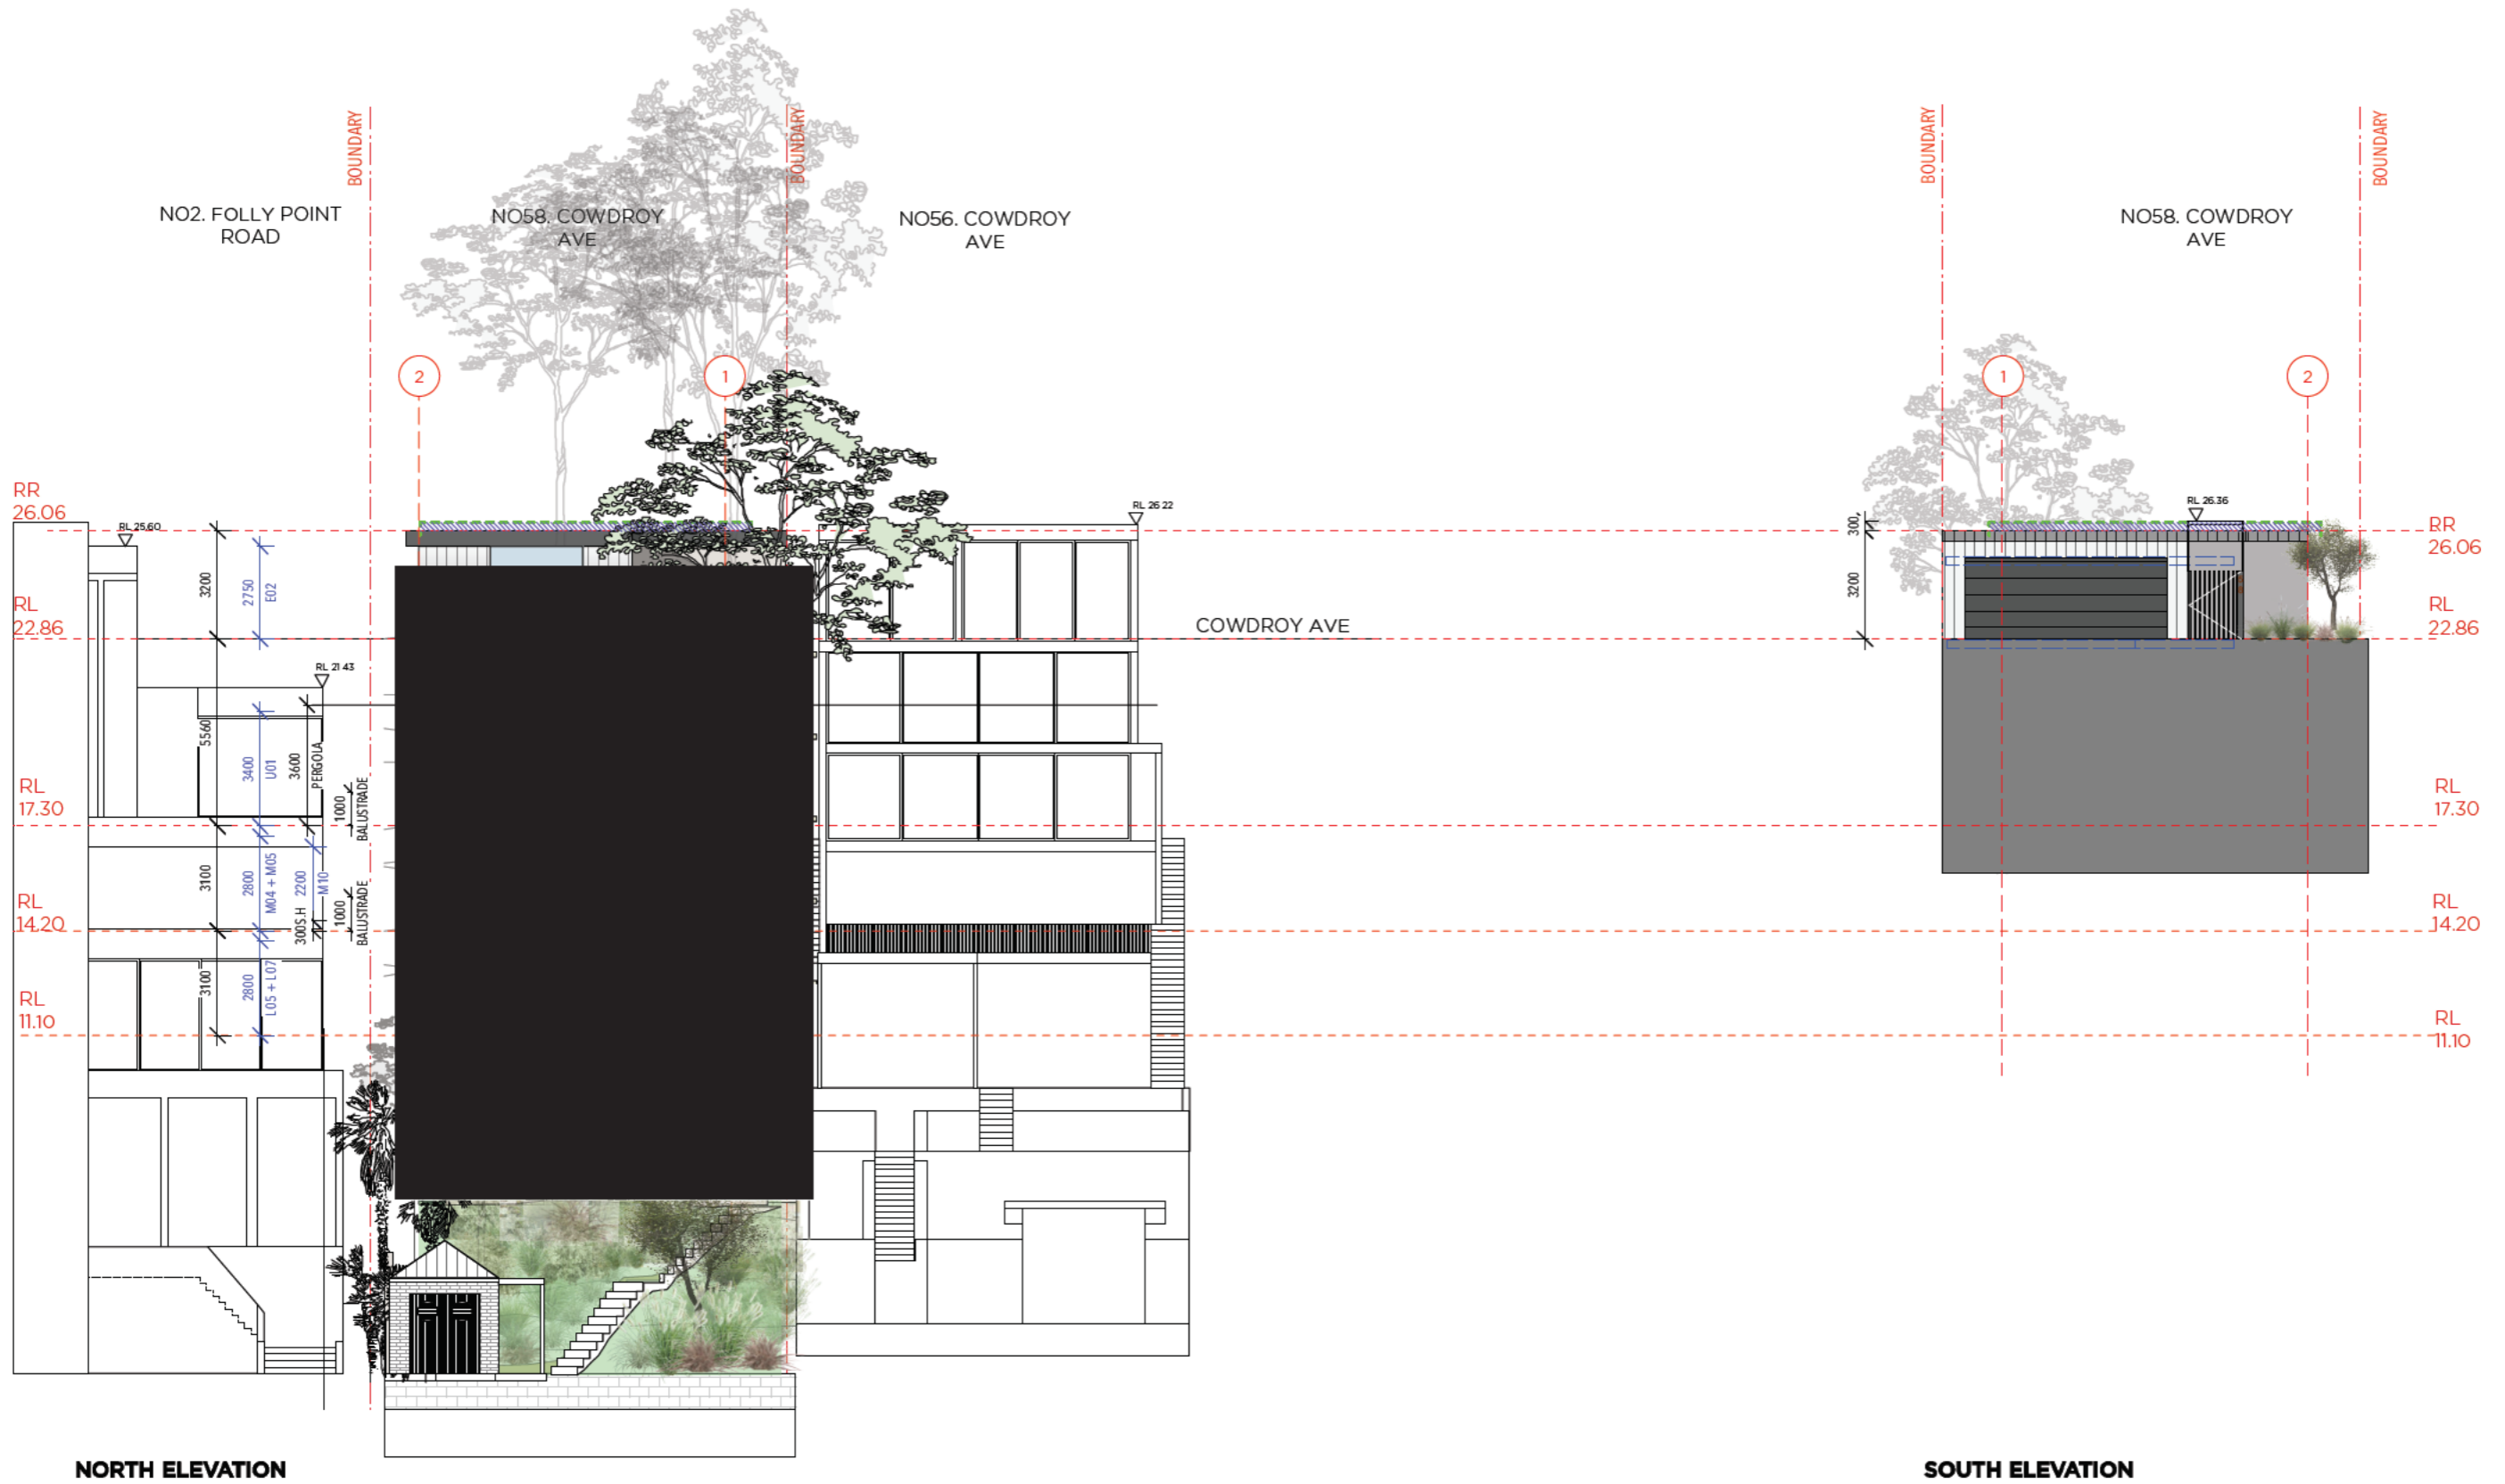 BOUNDARY
BOUNDARY
BOUNDARY
BOUNDARY
NO2. FOLLY POINT
ROAD
NO58. COWDROY
AVE
NO56. COWDROY
AVE
NO58. COWDROY
AVE
2
1
1
2
RR
26.06
RL 25.60
RL 26 22
RL 26.36
RR
26.06
3200
2750
E02
300
3200
RL
22.86
COWDROY AVE
RL
22.86
RL 21 43
5560
3400
U01
3600
PERGOLA
1000
BALUSTRADE
RL
17.30
RL
17.30
3100
2800
M04 + M05
300S.H 2200
M10
1000
BALUSTRADE
RL
14.20
RL
14.20
3100
2800
L05 + L07
RL
11.10
RL
11.10
NORTH ELEVATION
SOUTH ELEVATION